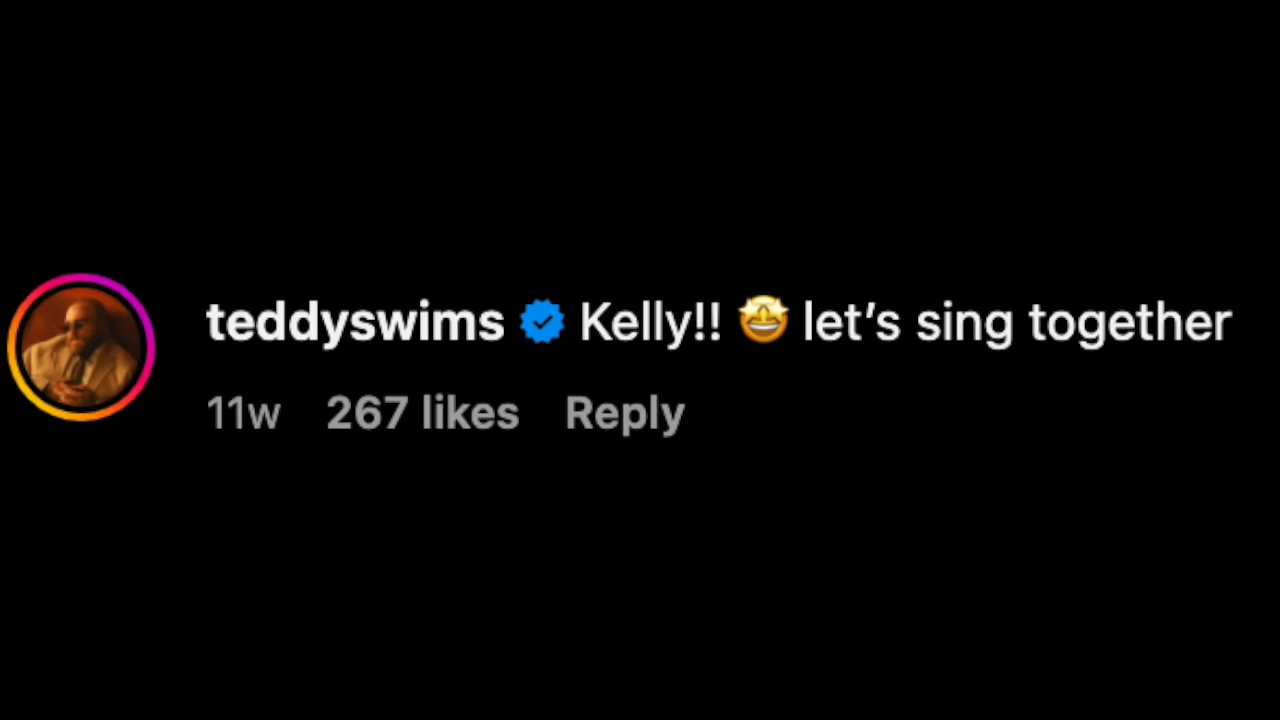 teddyswims Kelly!! 🤩 let’s sing together
11w 267 likes Reply